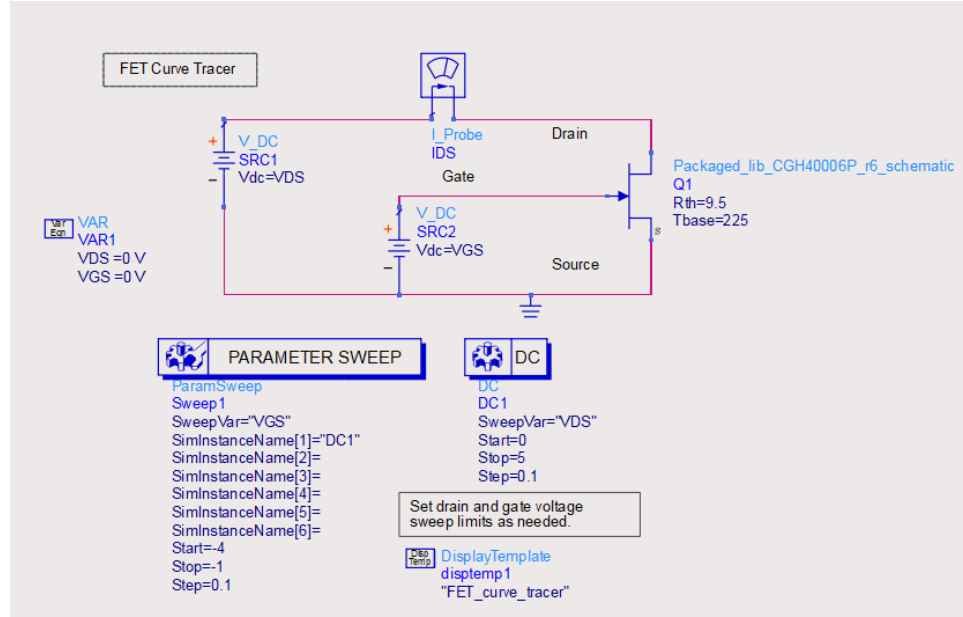 FET Curve Tracer
I_Probe
IDS
Drain
+
V_DC
SRC1
Vdc=VDS
–
Gate
Packaged_lib_CGH40006P_r6_schematic
Q1
Rth=9.5
Tbase=225
s
+
V_DC
SRC2
Vdc=VGS
–
Source
Var
Eqn
VAR
VAR1
VDS =0 V
VGS =0 V
PARAMETER SWEEP
ParamSweep
Sweep1
SweepVar="VGS"
SimInstanceName[1]="DC1"
SimInstanceName[2]=
SimInstanceName[3]=
SimInstanceName[4]=
SimInstanceName[5]=
SimInstanceName[6]=
Start=-4
Stop=-1
Step=0.1
DC
DC
DC1
SweepVar="VDS"
Start=0
Stop=5
Step=0.1
Set drain and gate voltage
sweep limits as needed.
Disp
Temp
DisplayTemplate
disptemp1
"FET_curve_tracer"